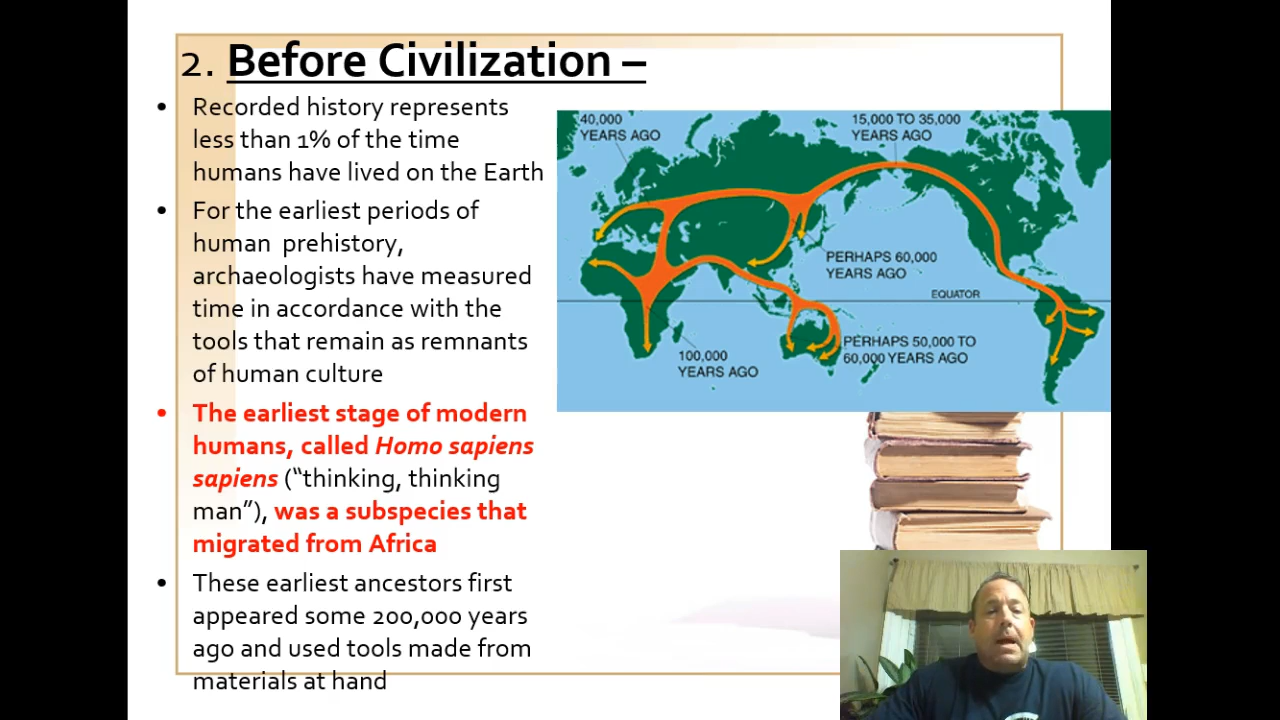 2. Before Civilization –
• Recorded history represents
less than 1% of the time
humans have lived on the Earth
• For the earliest periods of
human prehistory,
archaeologists have measured
time in accordance with the
tools that remain as remnants
of human culture
• The earliest stage of modern
humans, called Homo sapiens
sapiens (“thinking, thinking
man”), was a subspecies that
migrated from Africa
• These earliest ancestors first
appeared some 200,000 years
ago and used tools made from
materials at hand
40,000
YEARS AGO
15,000 TO 35,000
YEARS AGO
PERHAPS 60,000
YEARS AGO
EQUATOR
PERHAPS 50,000 TO
60,000 YEARS AGO
100,000
YEARS AGO